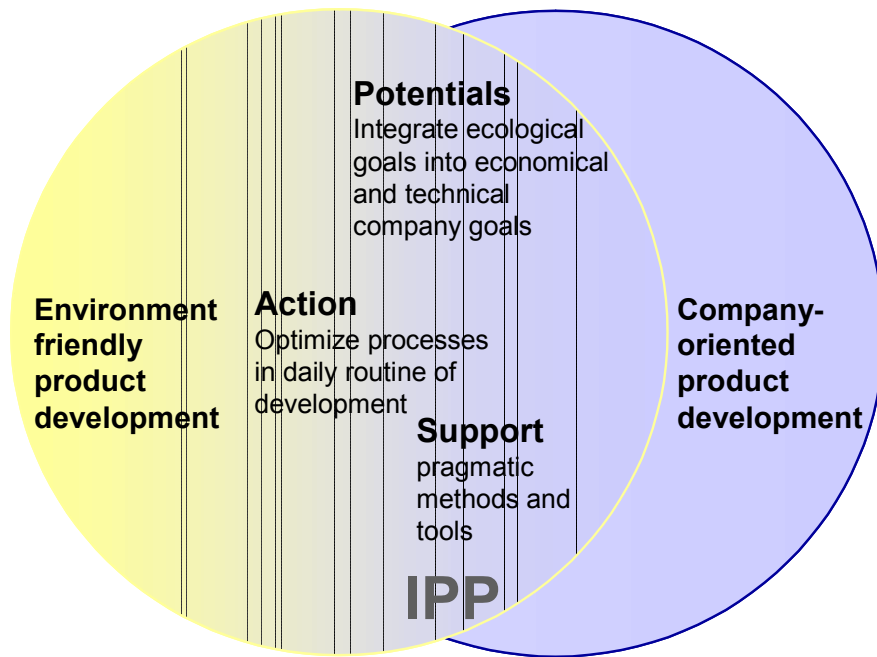 Potentials
Integrate ecological
goals into economical
and technical
company goals
Environment
friendly
product
development
Action
Optimize processes
in daily routine of
development
Company-
oriented
product
development
Support
pragmatic
methods and
tools
IPP